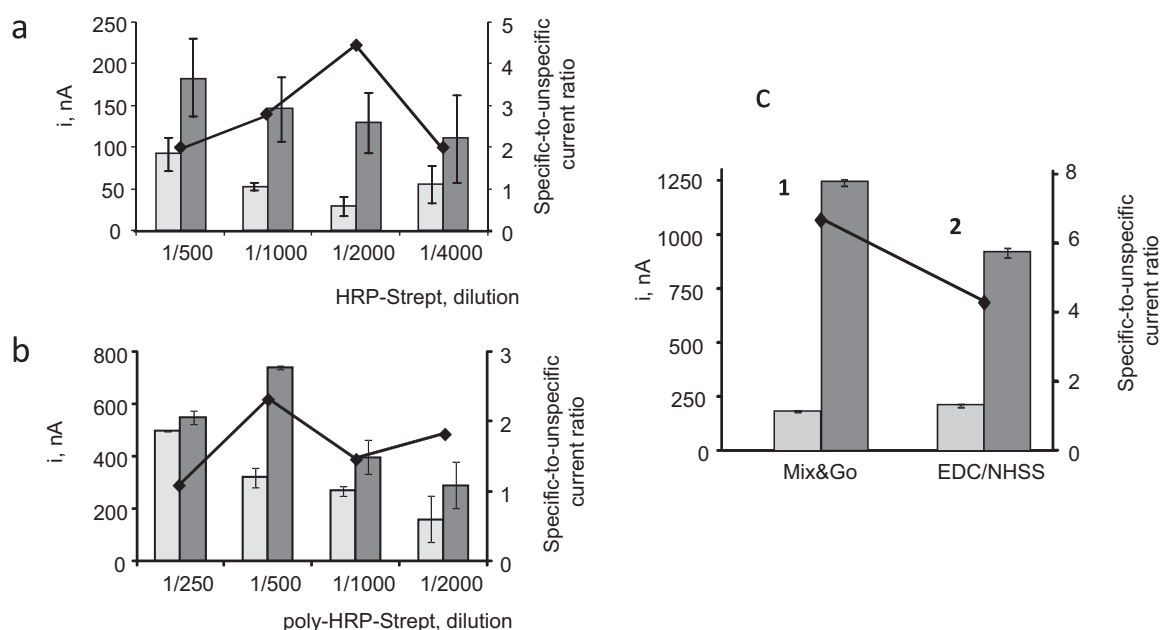 a
250
200
150
100
50
0
i, nA
5
4
3
2
1
0
Specific-to-unspecific
current ratio
1/500 1/1000 1/2000 1/4000
HRP-Strept, dilution
b
800
600
400
200
0
i, nA
3
2
1
0
Specific-to-unspecific
current ratio
1/250 1/500 1/1000 1/2000
poly-HRP-Strept, dilution
c
1250
1000
750
500
250
0
i, nA
1
2
8
6
4
2
0
Specific-to-unspecific
current ratio
Mix&Go EDC/NHSS